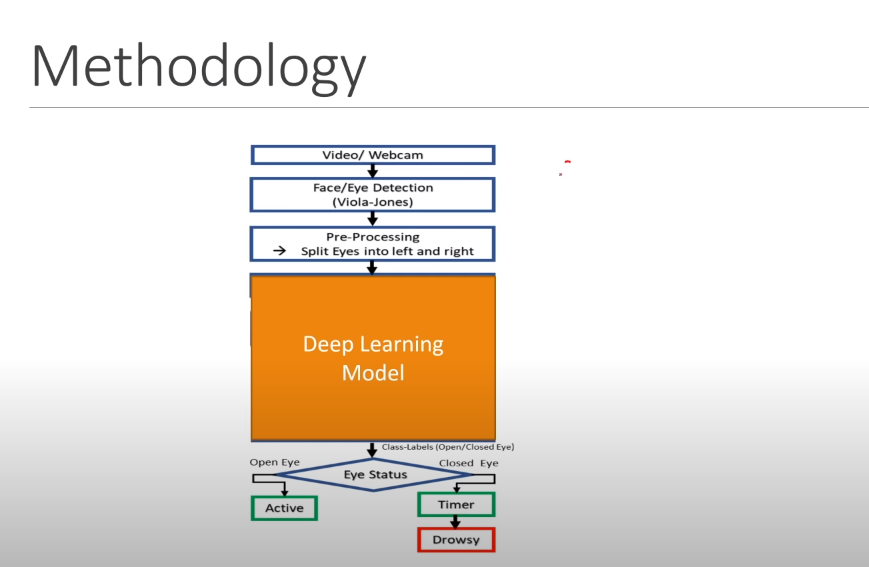 Methodology
Video/ Webcam
Face/Eye Detection
(Viola-Jones)
Pre-Processing
→ Split Eyes into left and right
Deep Learning
Model
Class-Labels (Open/Closed Eye)
Open Eye
Closed Eye
Eye Status
Active
Timer
Drowsy